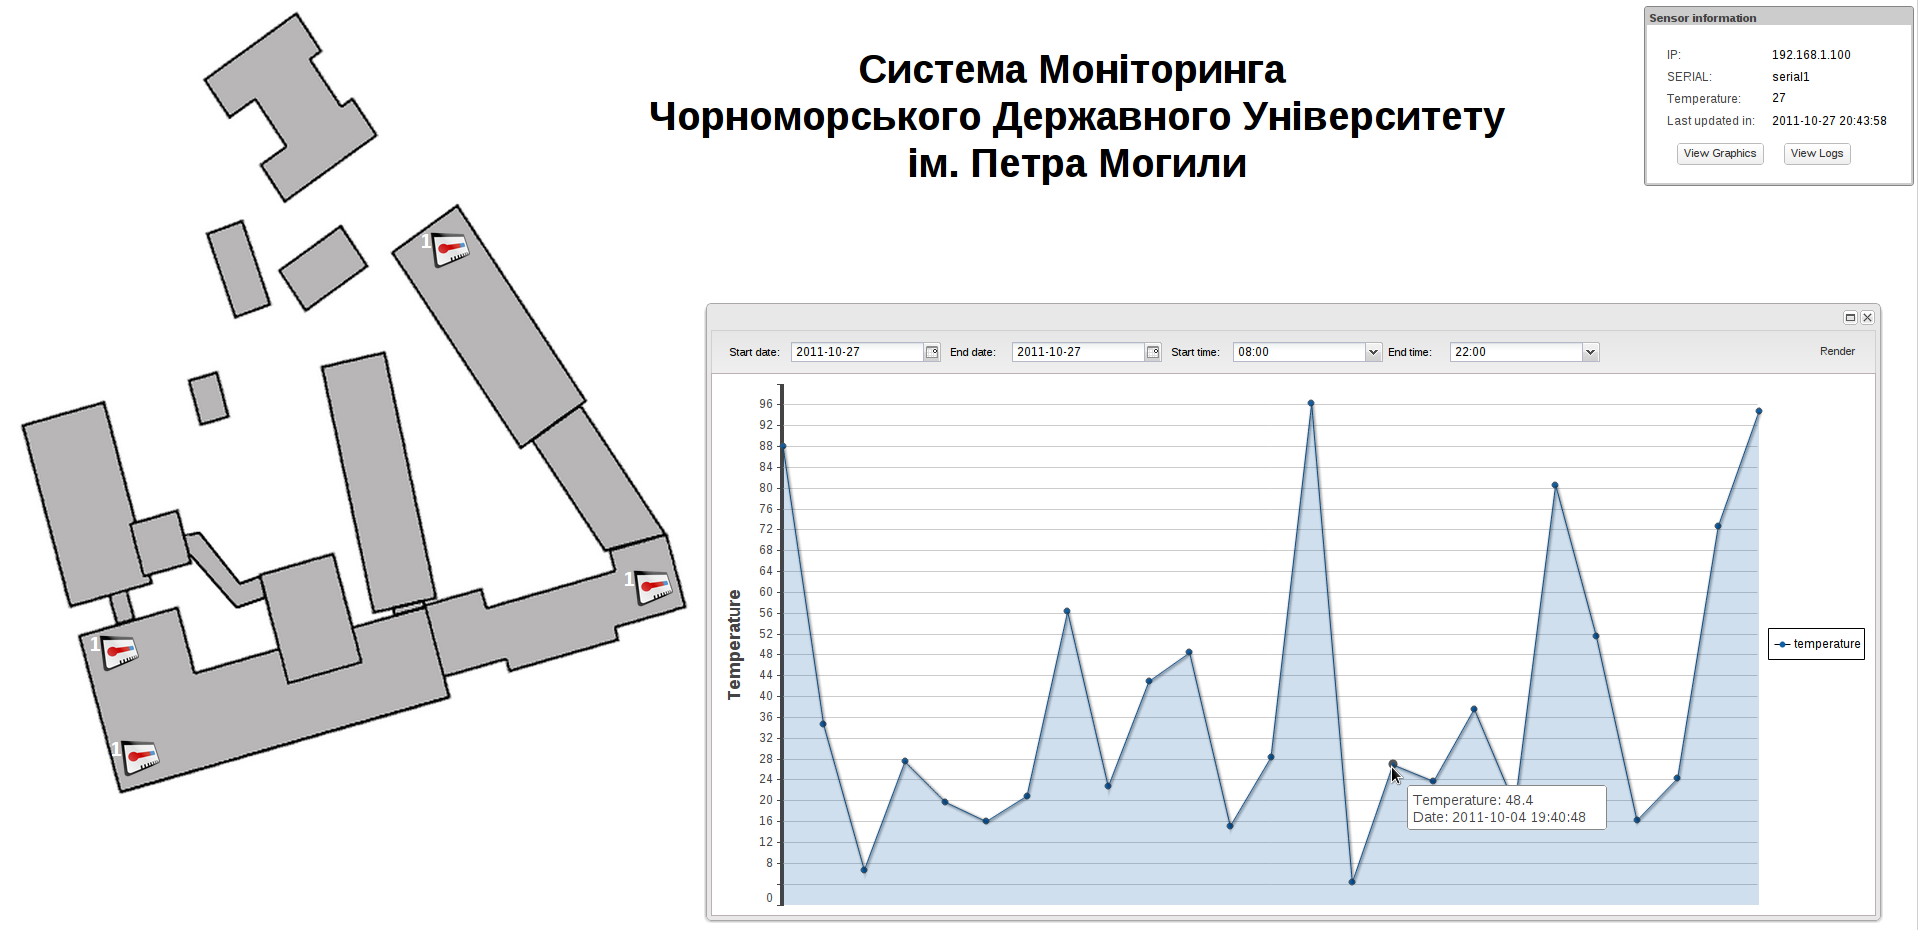 Система Моніторинга
Чорноморського Державного Університету
ім. Петра Могили
Sensor information
IP: 192.168.1.100
SERIAL: serial1
Temperature: 27
Last updated in: 2011-10-27 20:43:58
View Graphics View Logs
1
1
1
1
Start date: 2011-10-27 End date: 2011-10-27 Start time: 08:00 End time: 22:00 Render
Temperature
96
92
88
84
80
76
72
68
64
60
56
52
48
44
40
36
32
28
24
20
16
12
8
0
temperature
Temperature: 48.4
Date: 2011-10-04 19:40:48